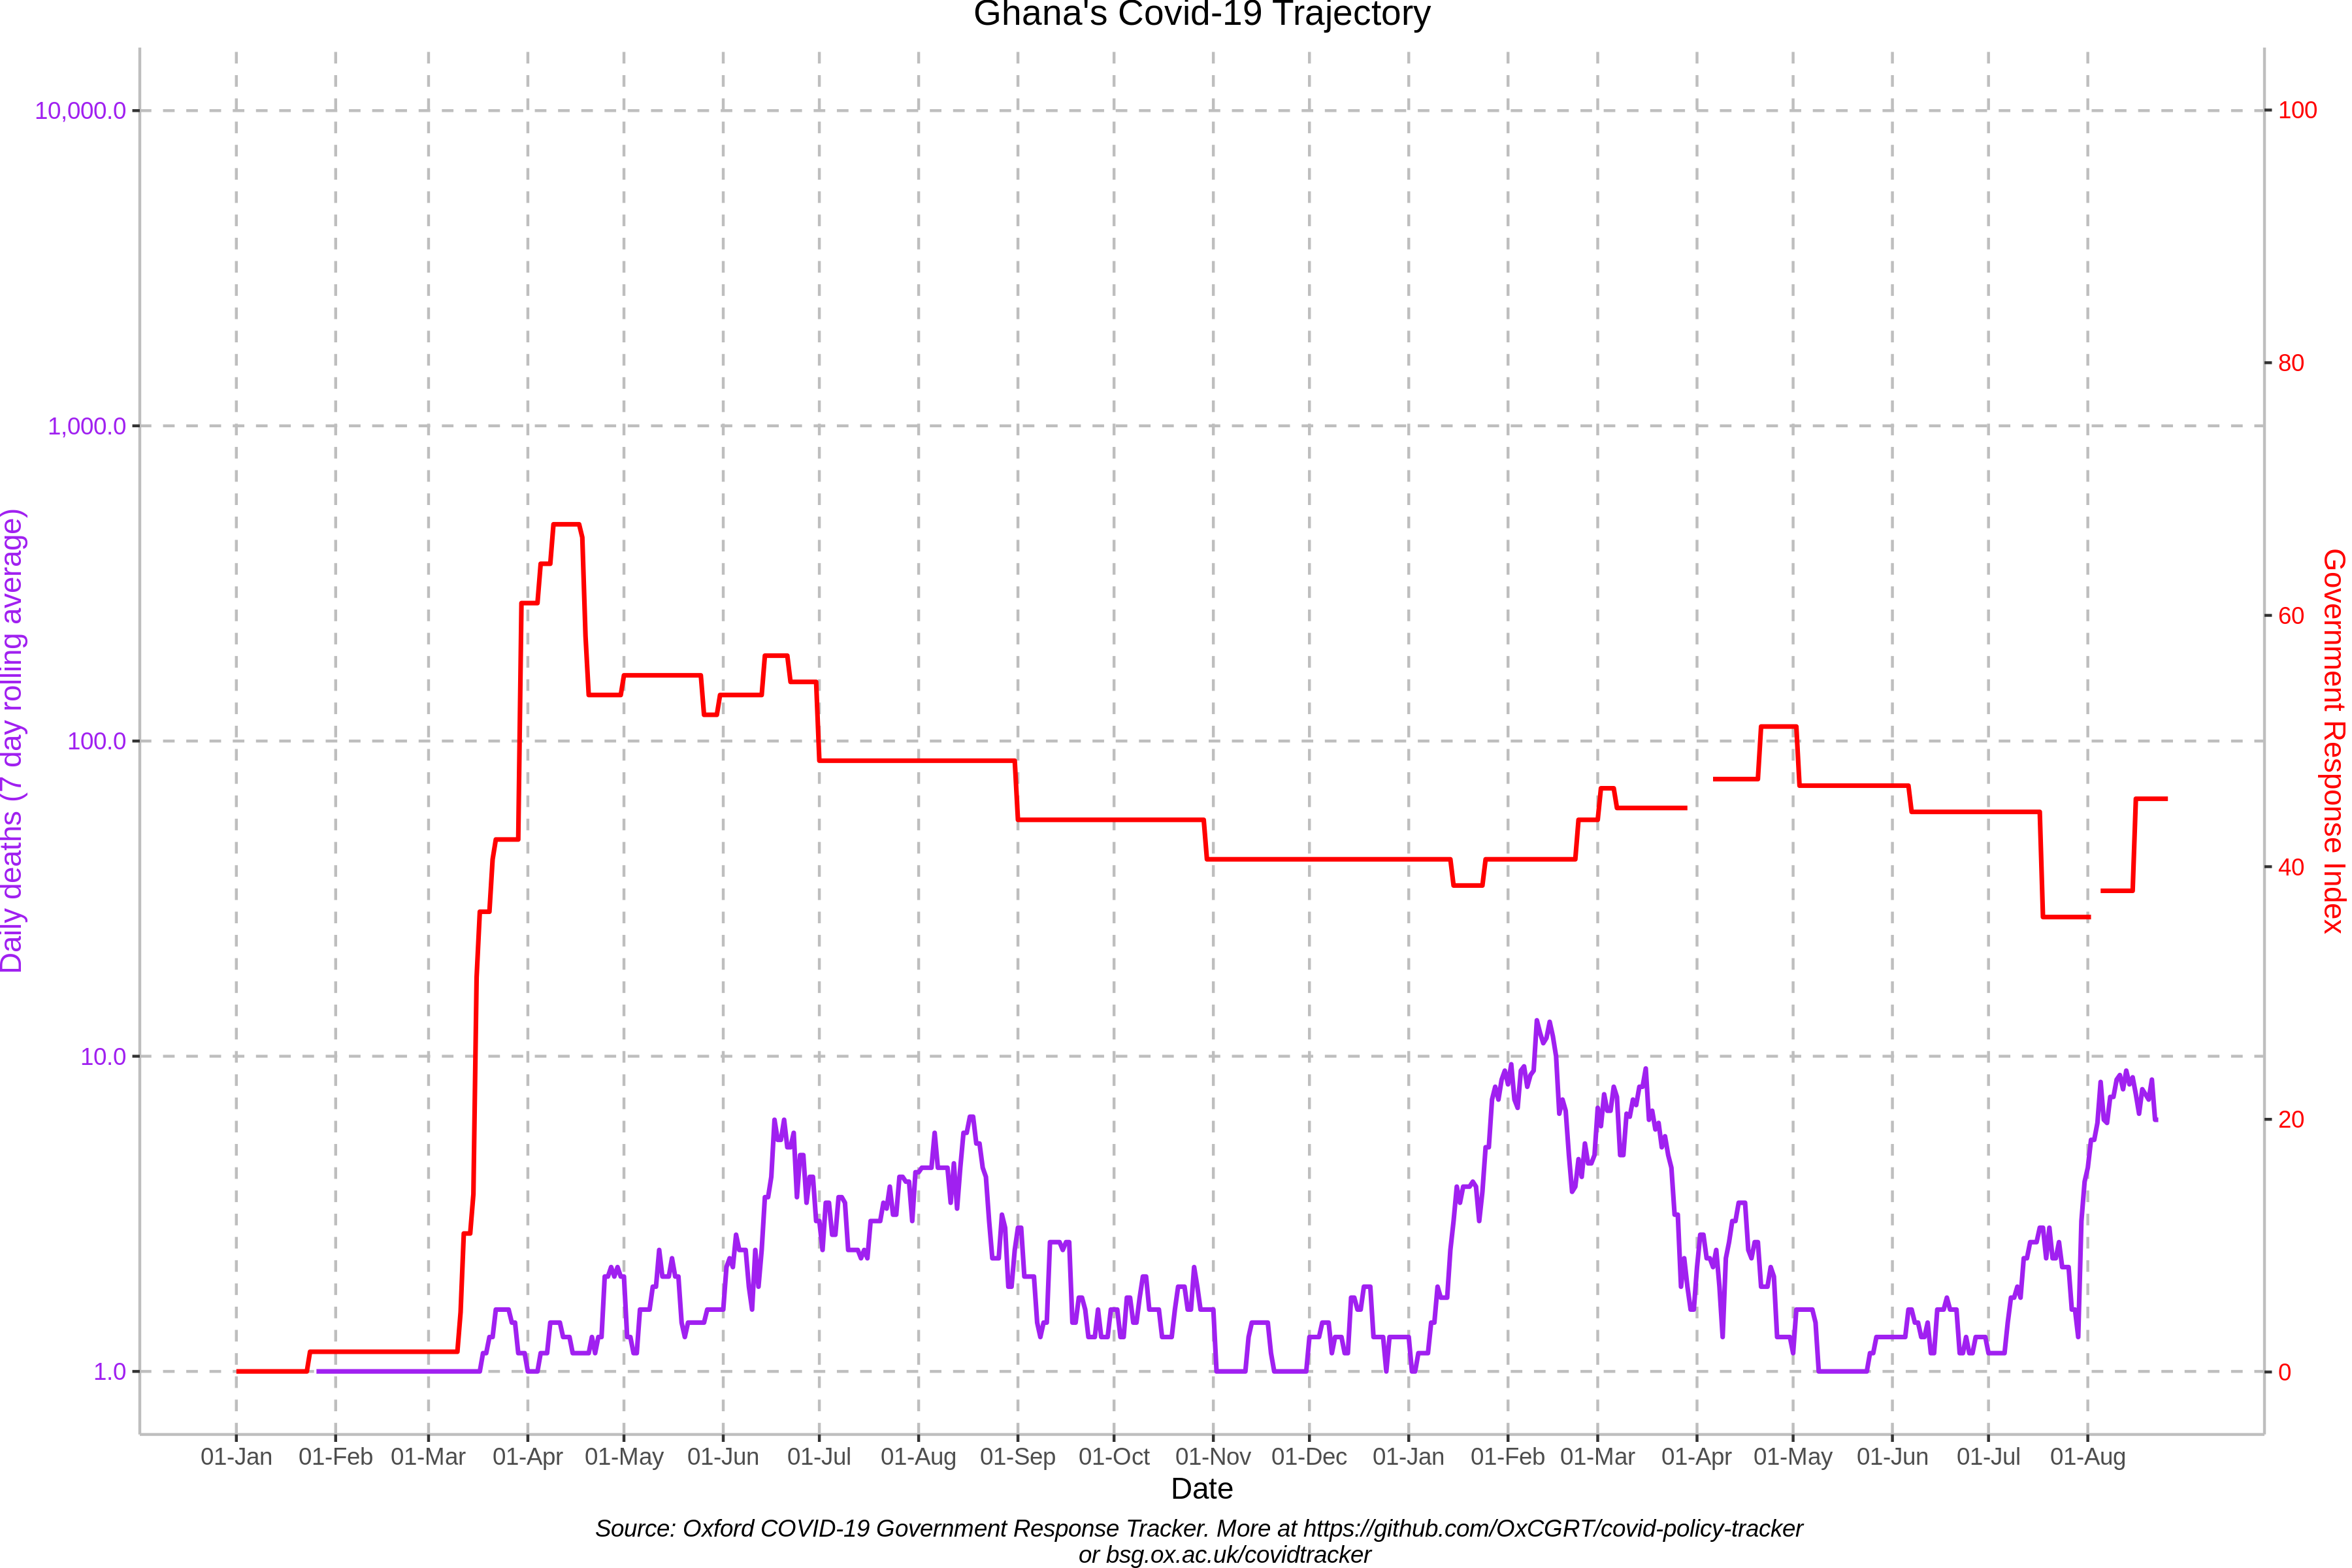 Ghana's Covid-19 Trajectory
10,000.0
1,000.0
100.0
10.0
1.0
Daily deaths (7 day rolling average)
100
80
60
40
20
0
Government Response Index
01-Jan 01-Feb 01-Mar 01-Apr 01-May 01-Jun 01-Jul 01-Aug 01-Sep 01-Oct 01-Nov 01-Dec 01-Jan 01-Feb 01-Mar 01-Apr 01-May 01-Jun 01-Jul 01-Aug
Date
Source: Oxford COVID-19 Government Response Tracker. More at https://github.com/OxCGRT/covid-policy-tracker
or bsg.ox.ac.uk/covidtracker